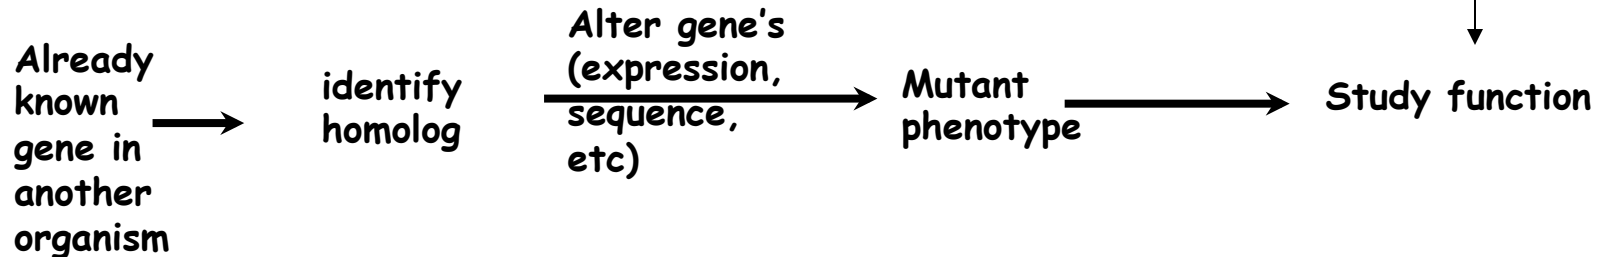 Already
known
gene in
another
organism
identify
homolog
Alter gene's
(expression,
sequence,
etc)
Mutant
phenotype
Study function